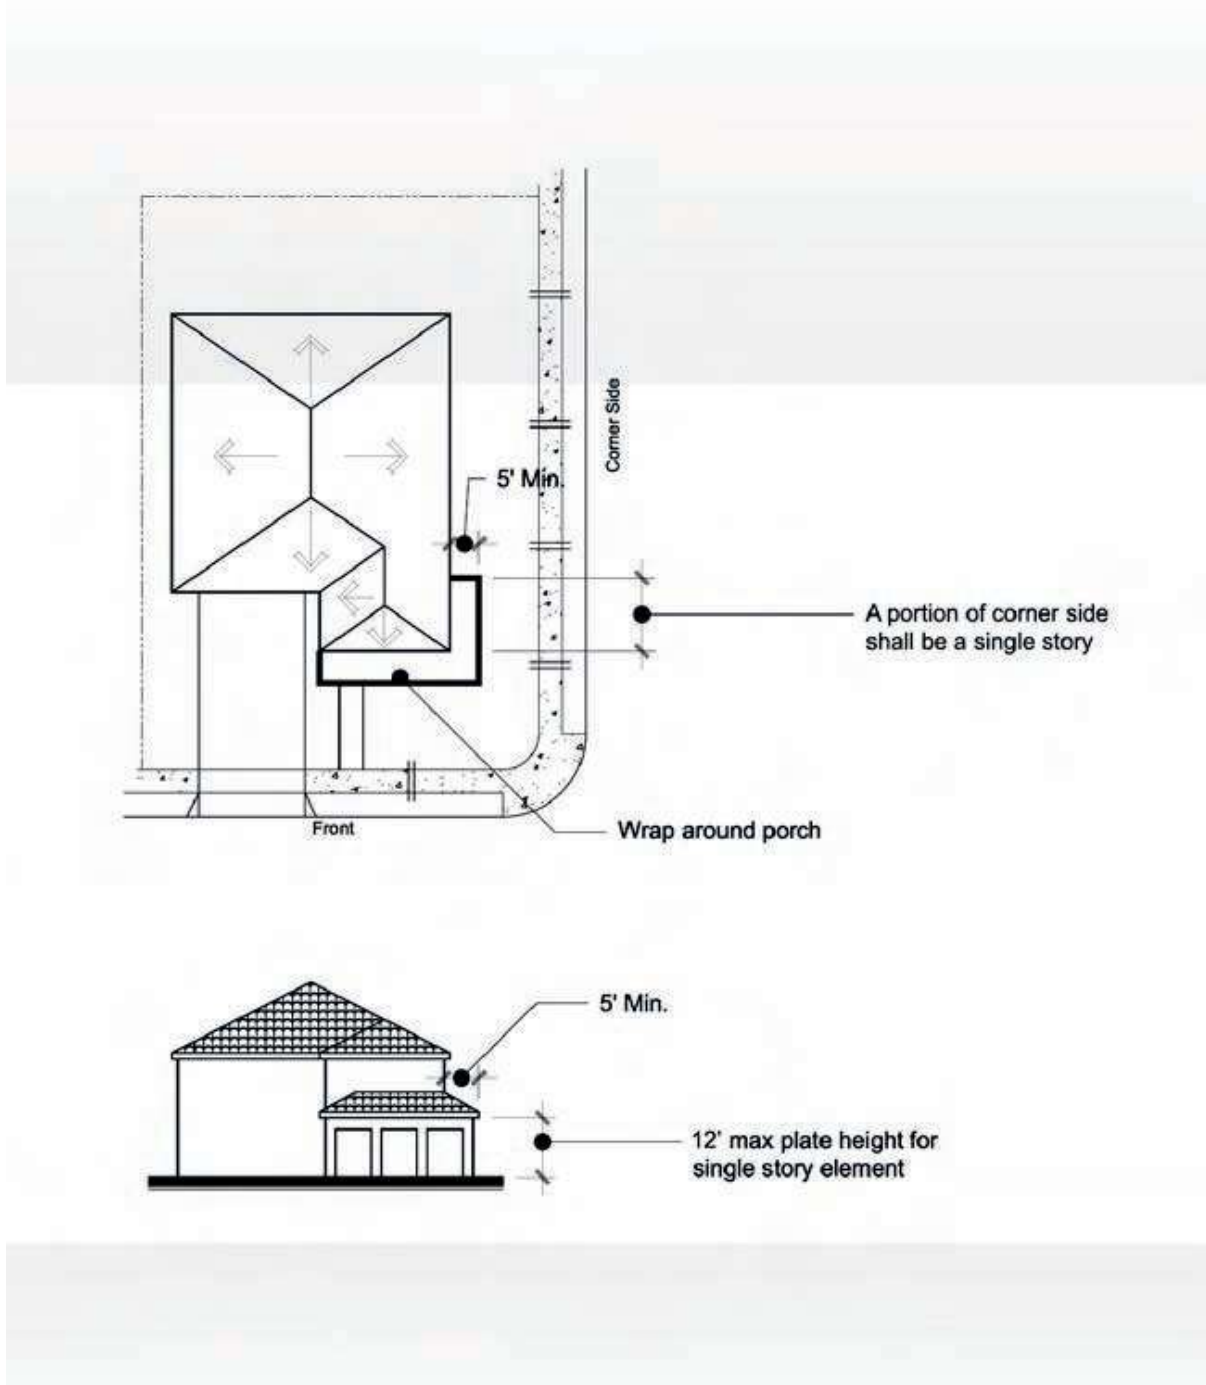 Corner Side
5' Min.
A portion of corner side
shall be a single story
Front
Wrap around porch
5' Min.
12' max plate height for
single story element